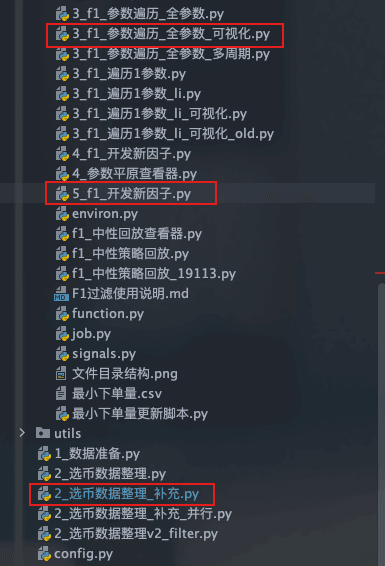 3_f1_参数遍历_全参数.py
3_f1_参数遍历_全参数_可视化.py
3_f1_参数遍历_全参数_多周期.py
3_f1_遍历1参数.py
3_f1_遍历1参数_li.py
3_f1_遍历1参数_li_可视化.py
3_f1_遍历1参数_li_可视化_old.py
4_f1_开发新因子.py
4_参数平原查看器.py
5_f1_开发新因子.py
environ.py
f1_中性回放查看器.py
f1_中性策略回放.py
f1_中性策略回放_19113.py
MD F1过滤使用说明.md
function.py
job.py
signals.py
文件目录结构.png
最小下单量.csv
最小下单量更新脚本.py
utils
1_数据准备.py
2_选币数据整理.py
2_选币数据整理_补充.py
2_选币数据整理_补充_并行.py
2_选币数据整理v2_filter.py
config.py